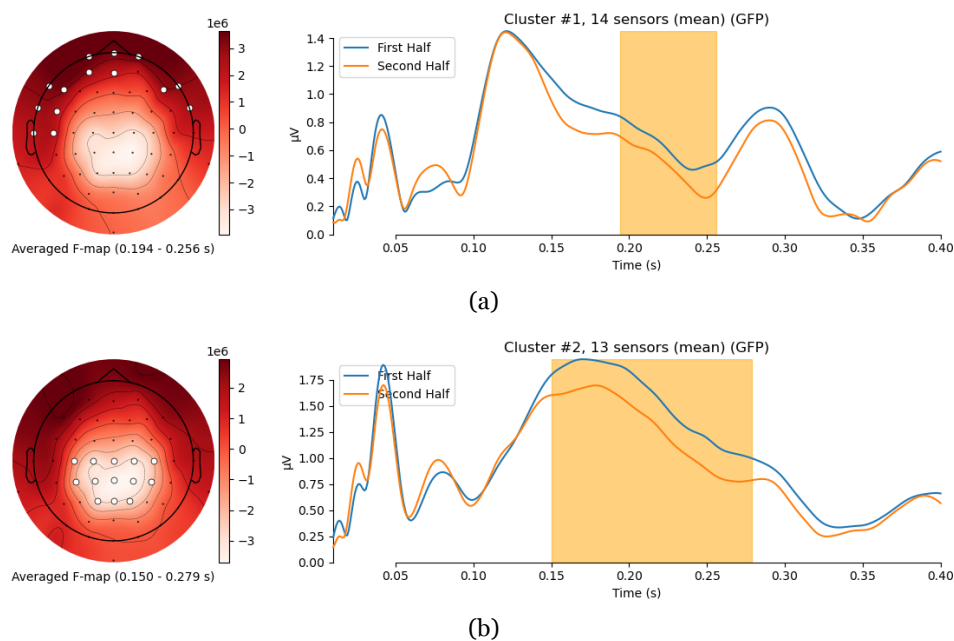 Cluster #1, 14 sensors (mean) (GFP)
1e6
3
2
1
0
−1
−2
−3
Averaged F-map (0.194 - 0.256 s)
First Half
Second Half
1.4
1.2
1.0
0.8
0.6
0.4
0.2
0.0
µV
0.05 0.10 0.15 0.20 0.25 0.30 0.35 0.40
Time (s)
(a)
Cluster #2, 13 sensors (mean) (GFP)
1e6
2
1
0
−1
−2
−3
Averaged F-map (0.150 - 0.279 s)
First Half
Second Half
1.75
1.50
1.25
1.00
0.75
0.50
0.25
0.00
µV
0.05 0.10 0.15 0.20 0.25 0.30 0.35 0.40
Time (s)
(b)